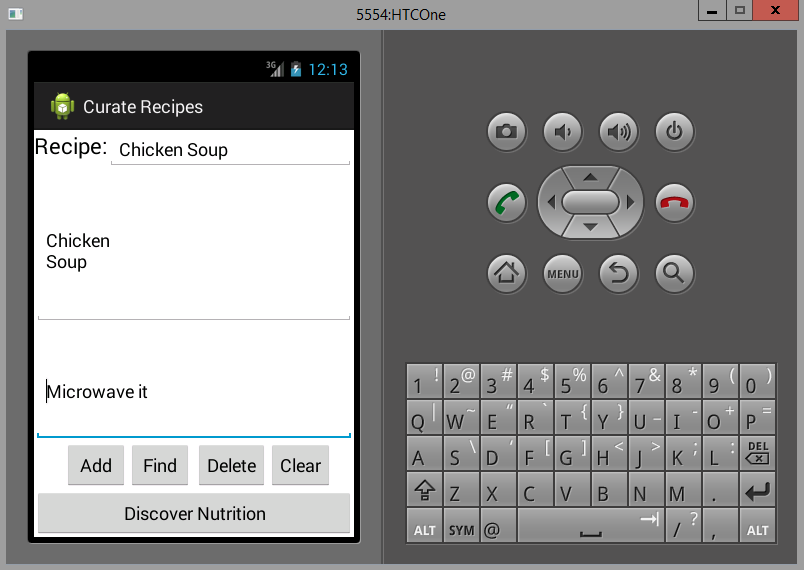 5554:HTCOne
3G 12:13
Curate Recipes
Recipe: Chicken Soup
Chicken
Soup
Microwave it
Add Find Delete Clear
Discover Nutrition
MENU
1 ! 2 @ 3 # 4 $ 5 % 6 ^ 7 & 8 * 9 ( 0 )
Q | W ~ E “ R ` T { Y } U _ I - O + P =
A S \ D ‘ F [ G ] H < J > K ; L : DEL
Z X C V B N M .
ALT SYM @ / ? , ALT